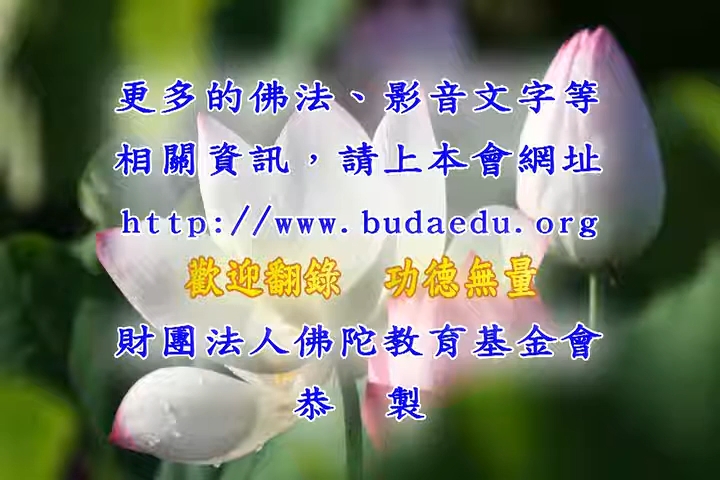 更多的佛法、影音文字等
相關資訊，請上本會網址
http://www.budaedu.org
歡迎翻錄　功德無量
財團法人佛陀教育基金會
恭　製